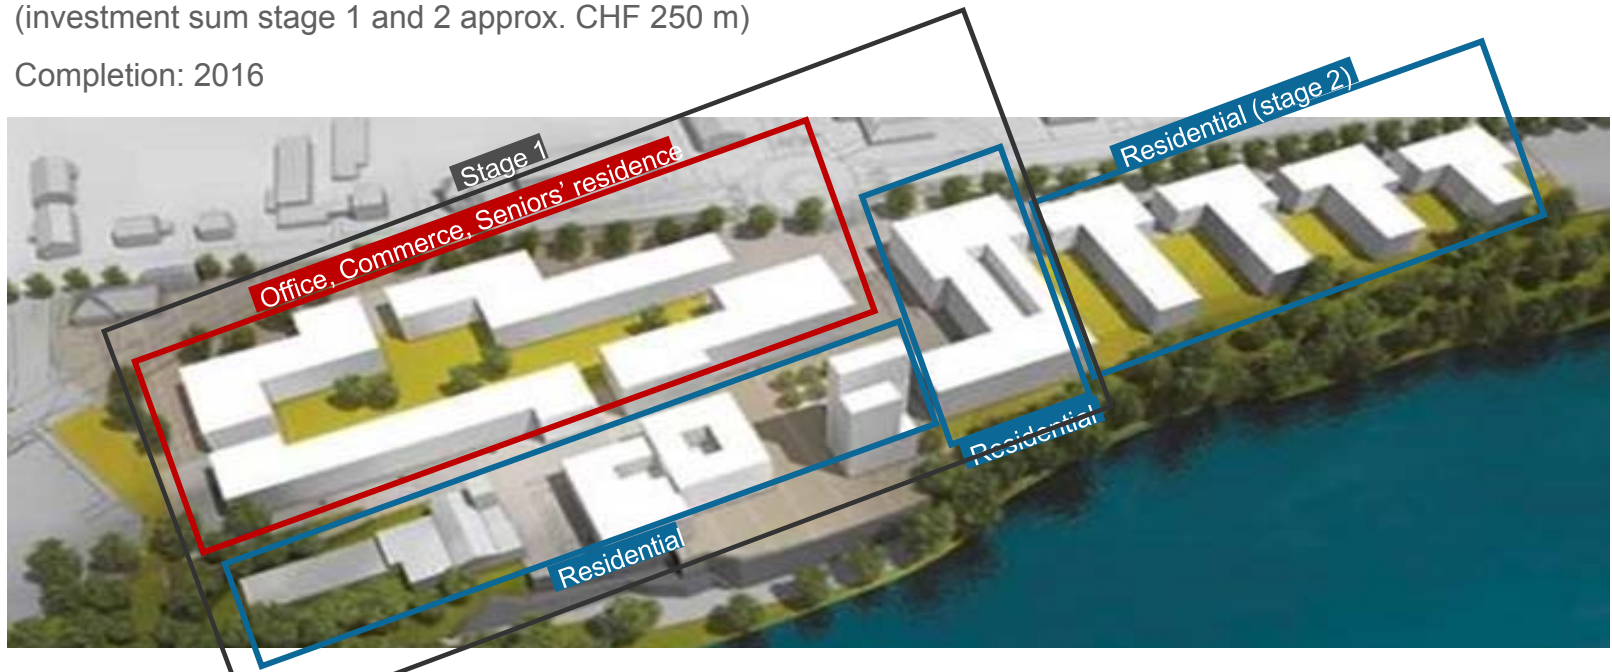 (investment sum stage 1 and 2 approx. CHF 250 m)
Completion: 2016
Residential (stage 2)
Stage 1
Office, Commerce, Seniors’ residence
Residential
Residential